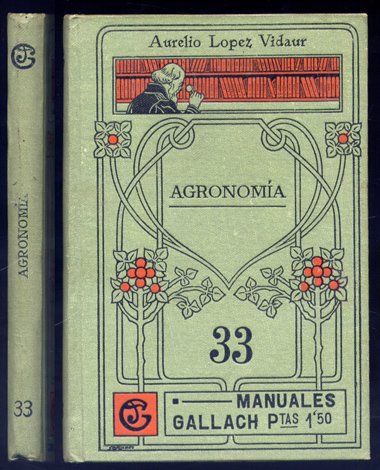 AGRONOMÍA
33
Aurelio Lopez Vidaur
AGRONOMÍA
33
MANUALES
GALLACH PTAS 1'50